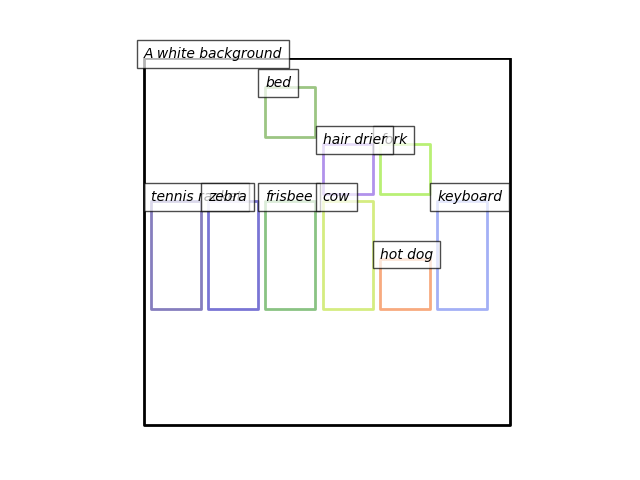 A white background
bed
hair drier
fork
tennis racket
zebra
frisbee
cow
keyboard
hot dog